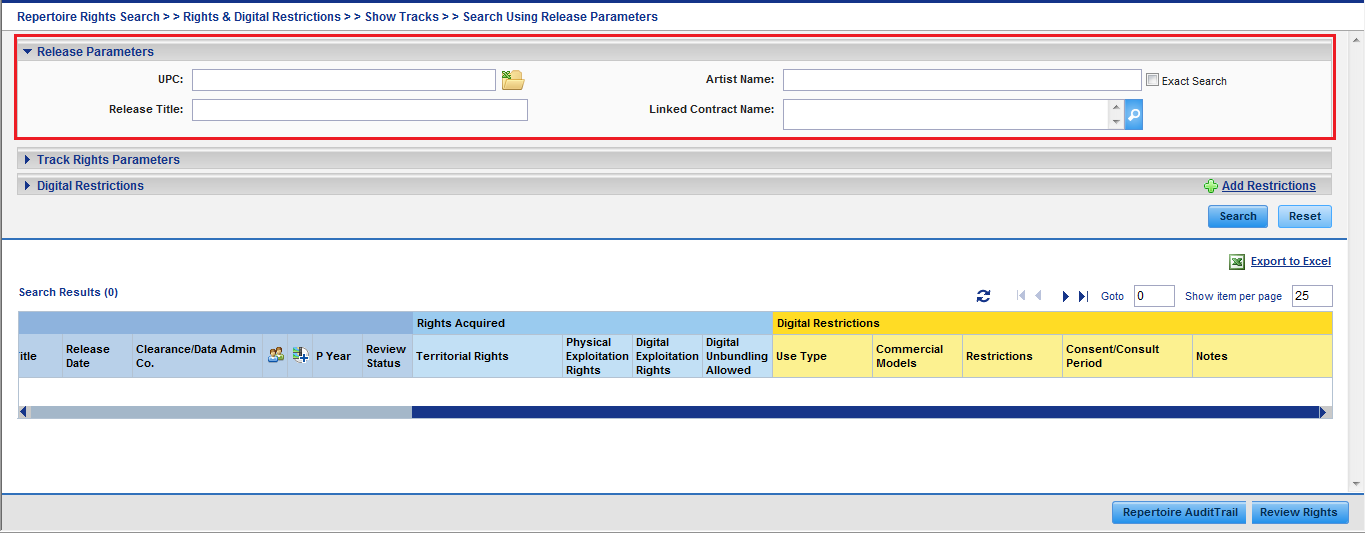 Repertoire Rights Search > > Rights & Digital Restrictions > > Show Tracks > > Search Using Release Parameters
Release Parameters
UPC: Artist Name: Exact Search
Release Title: Linked Contract Name:
Track Rights Parameters
Digital Restrictions Add Restrictions
Search Reset
Export to Excel
Search Results (0) Goto 0 Show item per page 25
Rights Acquired Digital Restrictions
itle Release Date Clearance/Data Admin Co. P Year Review Status Territorial Rights Physical Exploitation Rights Digital Exploitation Rights Digital Unbundling Allowed Use Type Commercial Models Restrictions Consent/Consult Period Notes
Repertoire AuditTrail Review Rights